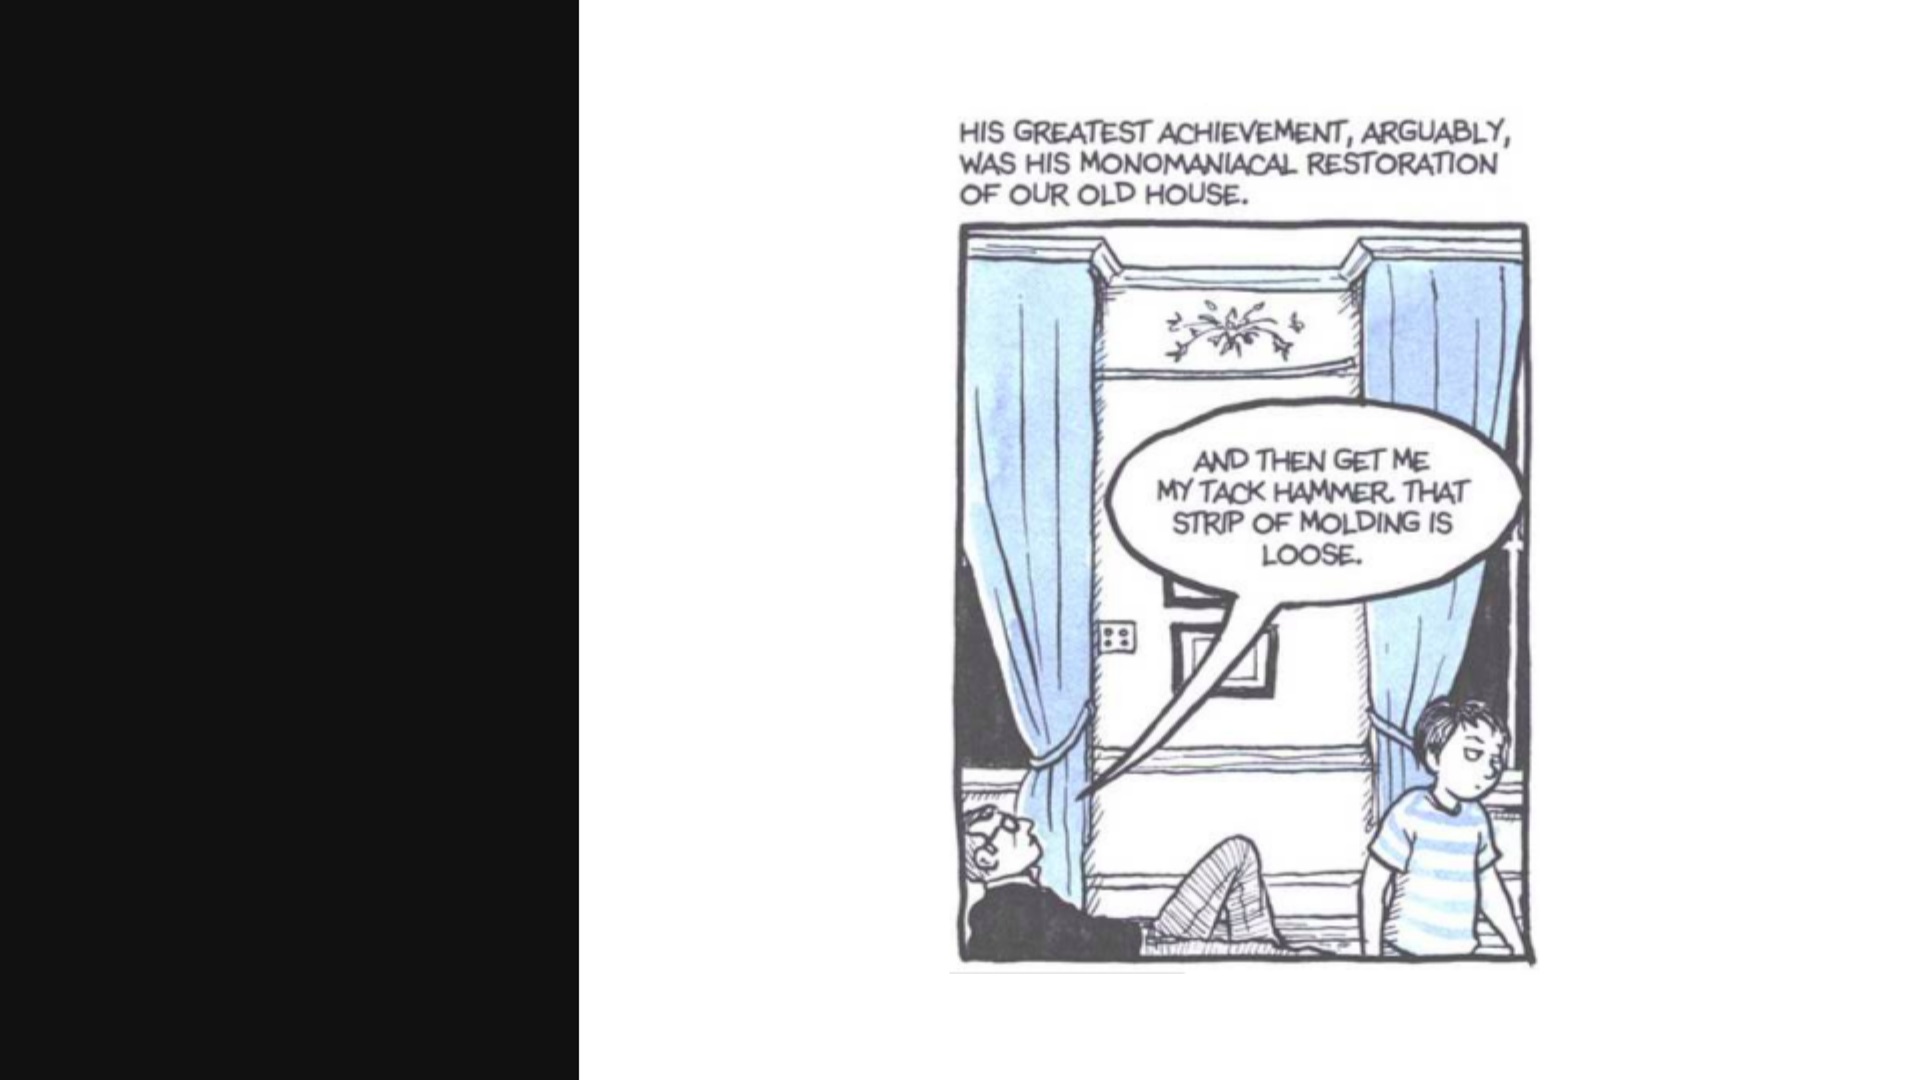 HIS GREATEST ACHIEVEMENT, ARGUABLY,
WAS HIS MONOMANIACAL RESTORATION
OF OUR OLD HOUSE.
AND THEN GET ME
MY TACK HAMMER. THAT
STRIP OF MOLDING IS
LOOSE.